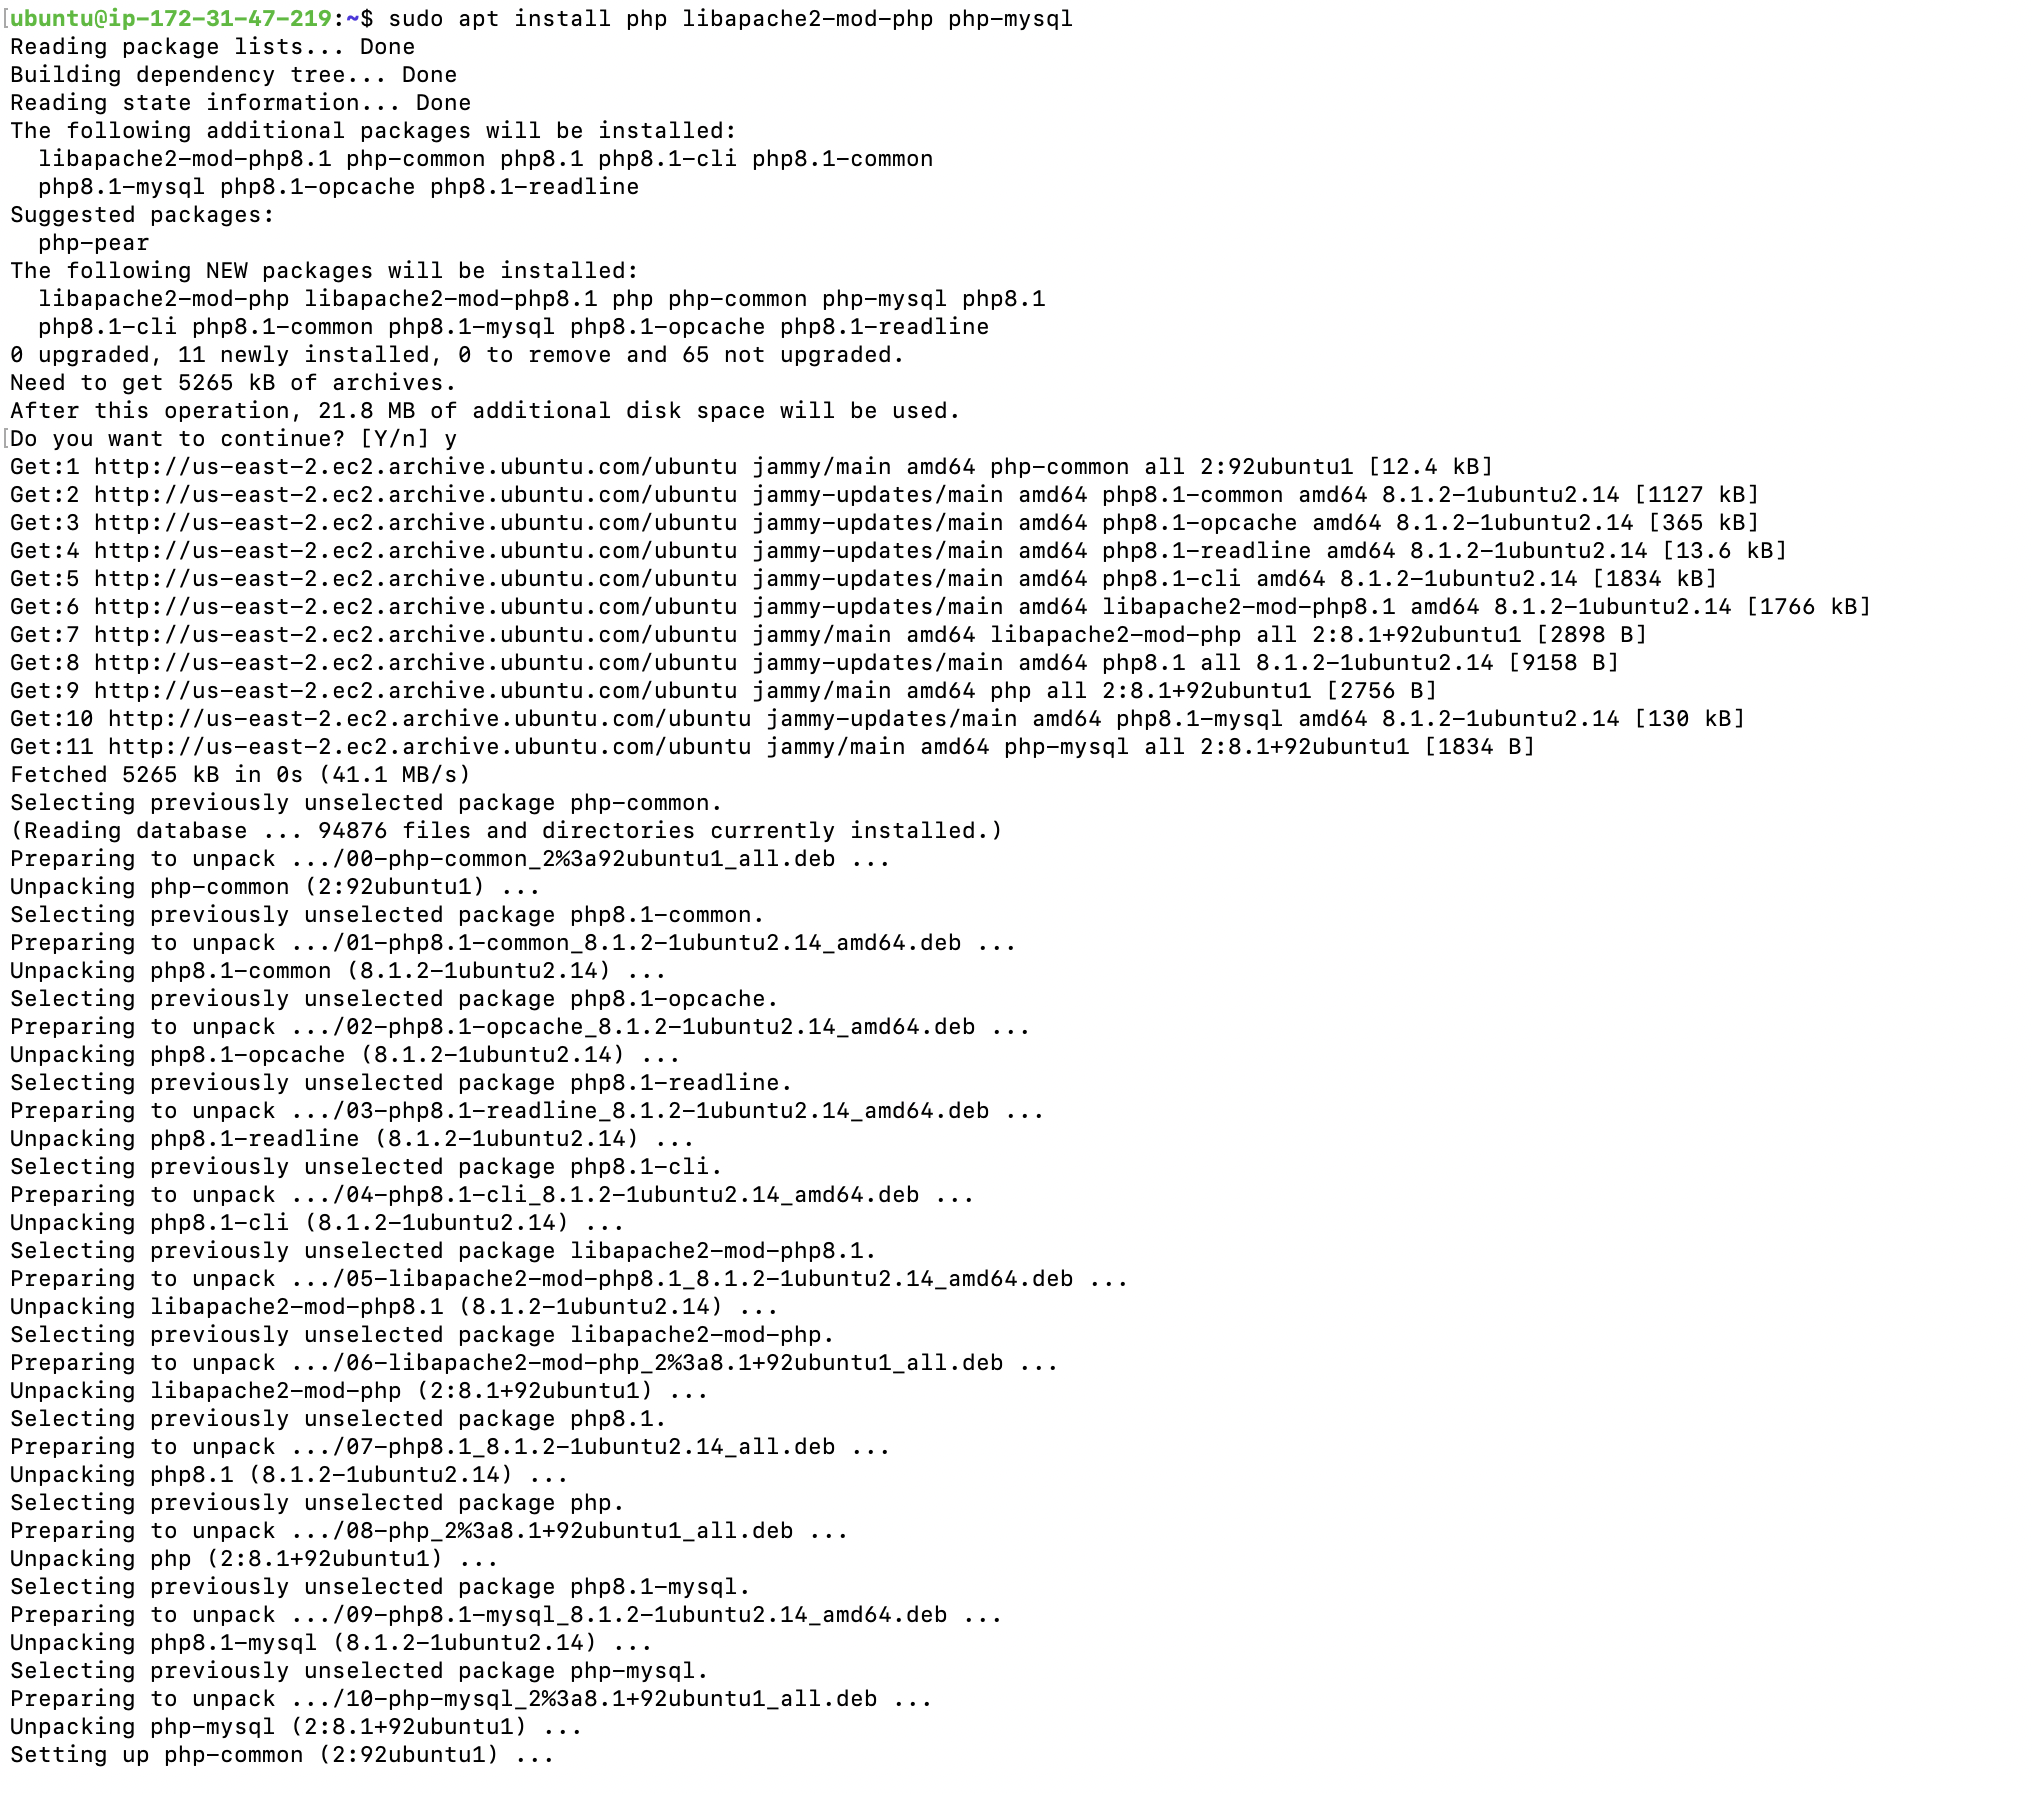 ubuntu@ip-172-31-47-219:~$ sudo apt install php libapache2-mod-php php-mysql
Reading package lists... Done
Building dependency tree... Done
Reading state information... Done
The following additional packages will be installed:
  libapache2-mod-php8.1 php-common php8.1 php8.1-cli php8.1-common
  php8.1-mysql php8.1-opcache php8.1-readline
Suggested packages:
  php-pear
The following NEW packages will be installed:
  libapache2-mod-php libapache2-mod-php8.1 php php-common php-mysql php8.1
  php8.1-cli php8.1-common php8.1-mysql php8.1-opcache php8.1-readline
0 upgraded, 11 newly installed, 0 to remove and 65 not upgraded.
Need to get 5265 kB of archives.
After this operation, 21.8 MB of additional disk space will be used.
Do you want to continue? [Y/n] y
Get:1 http://us-east-2.ec2.archive.ubuntu.com/ubuntu jammy/main amd64 php-common all 2:92ubuntu1 [12.4 kB]
Get:2 http://us-east-2.ec2.archive.ubuntu.com/ubuntu jammy-updates/main amd64 php8.1-common amd64 8.1.2-1ubuntu2.14 [1127 kB]
Get:3 http://us-east-2.ec2.archive.ubuntu.com/ubuntu jammy-updates/main amd64 php8.1-opcache amd64 8.1.2-1ubuntu2.14 [365 kB]
Get:4 http://us-east-2.ec2.archive.ubuntu.com/ubuntu jammy-updates/main amd64 php8.1-readline amd64 8.1.2-1ubuntu2.14 [13.6 kB]
Get:5 http://us-east-2.ec2.archive.ubuntu.com/ubuntu jammy-updates/main amd64 php8.1-cli amd64 8.1.2-1ubuntu2.14 [1834 kB]
Get:6 http://us-east-2.ec2.archive.ubuntu.com/ubuntu jammy-updates/main amd64 libapache2-mod-php8.1 amd64 8.1.2-1ubuntu2.14 [1766 kB]
Get:7 http://us-east-2.ec2.archive.ubuntu.com/ubuntu jammy/main amd64 libapache2-mod-php all 2:8.1+92ubuntu1 [2898 B]
Get:8 http://us-east-2.ec2.archive.ubuntu.com/ubuntu jammy-updates/main amd64 php8.1 all 8.1.2-1ubuntu2.14 [9158 B]
Get:9 http://us-east-2.ec2.archive.ubuntu.com/ubuntu jammy/main amd64 php all 2:8.1+92ubuntu1 [2756 B]
Get:10 http://us-east-2.ec2.archive.ubuntu.com/ubuntu jammy-updates/main amd64 php8.1-mysql amd64 8.1.2-1ubuntu2.14 [130 kB]
Get:11 http://us-east-2.ec2.archive.ubuntu.com/ubuntu jammy/main amd64 php-mysql all 2:8.1+92ubuntu1 [1834 B]
Fetched 5265 kB in 0s (41.1 MB/s)
Selecting previously unselected package php-common.
(Reading database ... 94876 files and directories currently installed.)
Preparing to unpack .../00-php-common_2%3a92ubuntu1_all.deb ...
Unpacking php-common (2:92ubuntu1) ...
Selecting previously unselected package php8.1-common.
Preparing to unpack .../01-php8.1-common_8.1.2-1ubuntu2.14_amd64.deb ...
Unpacking php8.1-common (8.1.2-1ubuntu2.14) ...
Selecting previously unselected package php8.1-opcache.
Preparing to unpack .../02-php8.1-opcache_8.1.2-1ubuntu2.14_amd64.deb ...
Unpacking php8.1-opcache (8.1.2-1ubuntu2.14) ...
Selecting previously unselected package php8.1-readline.
Preparing to unpack .../03-php8.1-readline_8.1.2-1ubuntu2.14_amd64.deb ...
Unpacking php8.1-readline (8.1.2-1ubuntu2.14) ...
Selecting previously unselected package php8.1-cli.
Preparing to unpack .../04-php8.1-cli_8.1.2-1ubuntu2.14_amd64.deb ...
Unpacking php8.1-cli (8.1.2-1ubuntu2.14) ...
Selecting previously unselected package libapache2-mod-php8.1.
Preparing to unpack .../05-libapache2-mod-php8.1_8.1.2-1ubuntu2.14_amd64.deb ...
Unpacking libapache2-mod-php8.1 (8.1.2-1ubuntu2.14) ...
Selecting previously unselected package libapache2-mod-php.
Preparing to unpack .../06-libapache2-mod-php_2%3a8.1+92ubuntu1_all.deb ...
Unpacking libapache2-mod-php (2:8.1+92ubuntu1) ...
Selecting previously unselected package php8.1.
Preparing to unpack .../07-php8.1_8.1.2-1ubuntu2.14_all.deb ...
Unpacking php8.1 (8.1.2-1ubuntu2.14) ...
Selecting previously unselected package php.
Preparing to unpack .../08-php_2%3a8.1+92ubuntu1_all.deb ...
Unpacking php (2:8.1+92ubuntu1) ...
Selecting previously unselected package php8.1-mysql.
Preparing to unpack .../09-php8.1-mysql_8.1.2-1ubuntu2.14_amd64.deb ...
Unpacking php8.1-mysql (8.1.2-1ubuntu2.14) ...
Selecting previously unselected package php-mysql.
Preparing to unpack .../10-php-mysql_2%3a8.1+92ubuntu1_all.deb ...
Unpacking php-mysql (2:8.1+92ubuntu1) ...
Setting up php-common (2:92ubuntu1) ...